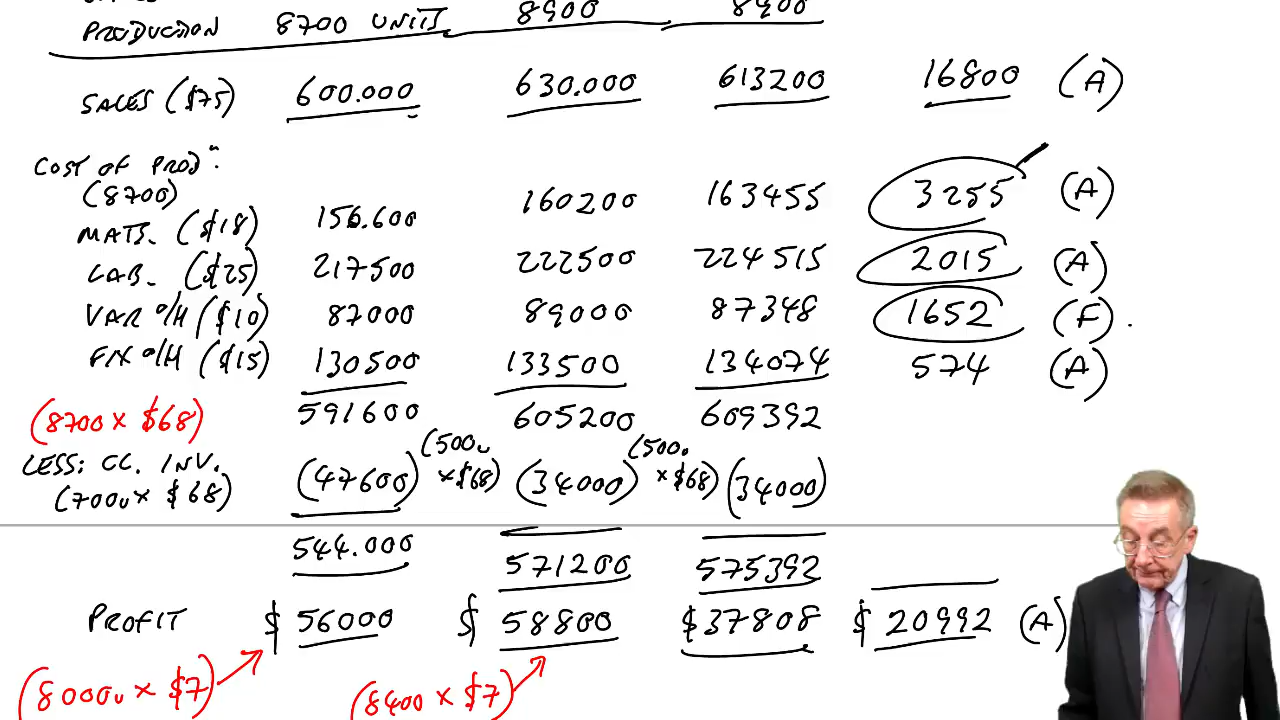 PRODUCTION 8700 UNITS 8900 8900
SALES ($75) 600.000 630.000 613200 16800 (A)
COST OF PROD"
(8700)
MATS. ($18) 156.600 160200 163455 3255 (A)
LAB. ($25) 217500 222500 224515 2015 (A)
VAR O/H ($10) 87000 89000 87348 1652 (F)
FIX O/H ($15) 130500 133500 134074 574 (A)
(8700 x $68) 591600 605200 609392
LESS: CL. INV. (47600) (500u x $68) (34000) (500u x $68) (34000)
(700u x $68)
544.000 571200 575392
PROFIT $56000 $58800 $37808 $20992 (A)
(8000u x $7) (8400 x $7)